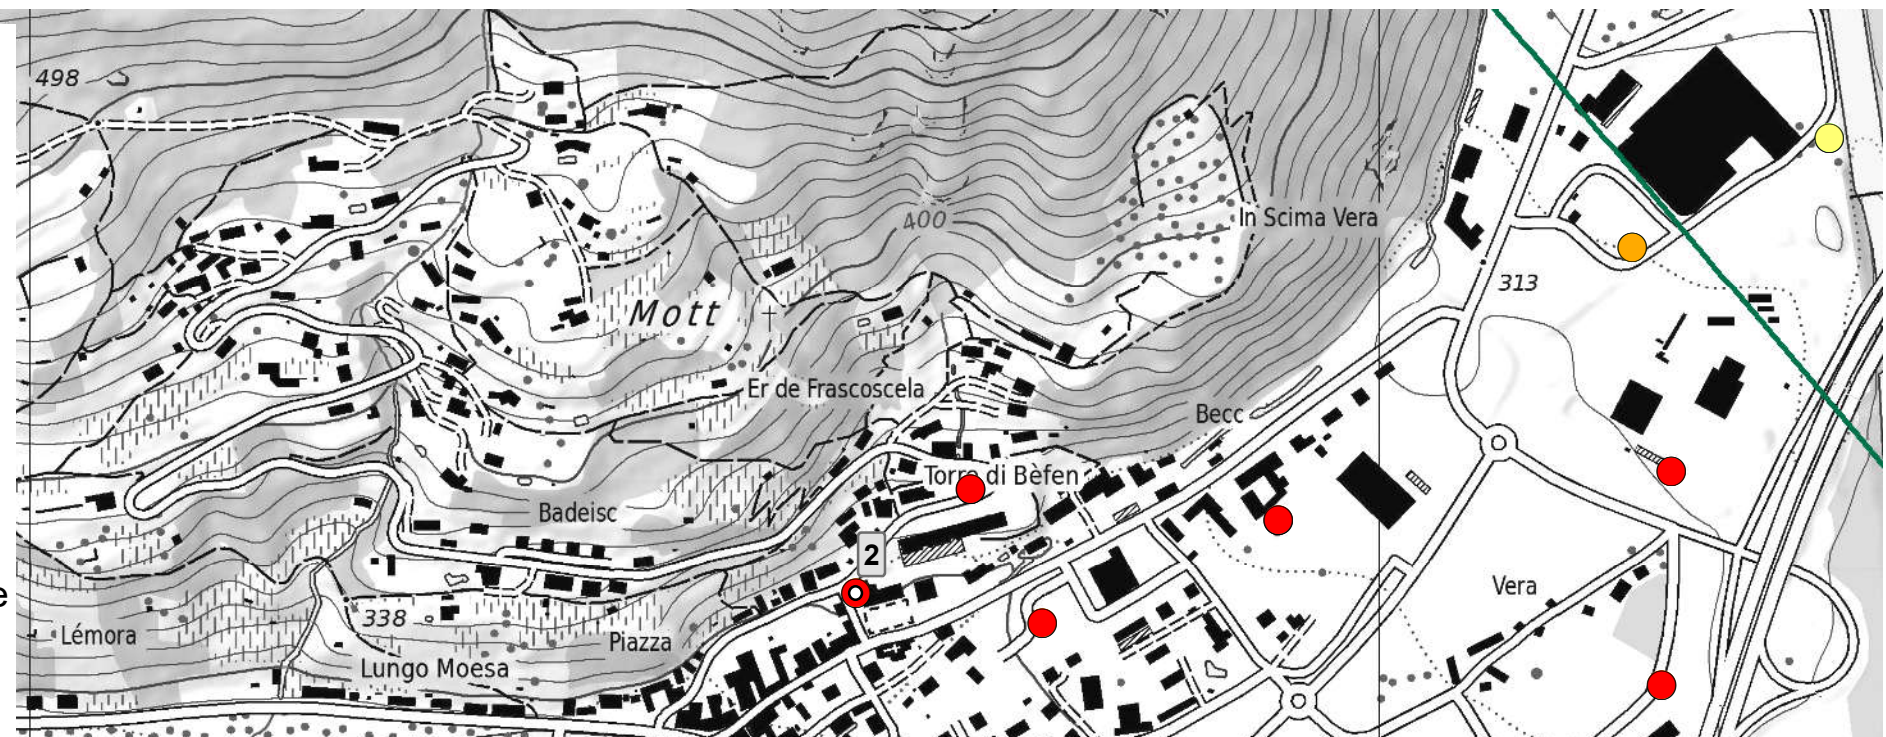 498
In Scima Vera
400
313
Mott
Er de Frascoscela
Becc
Torre di Bèfen
Badeisc
2
Vera
e
338
Lémora
Piazza
Lungo Moesa